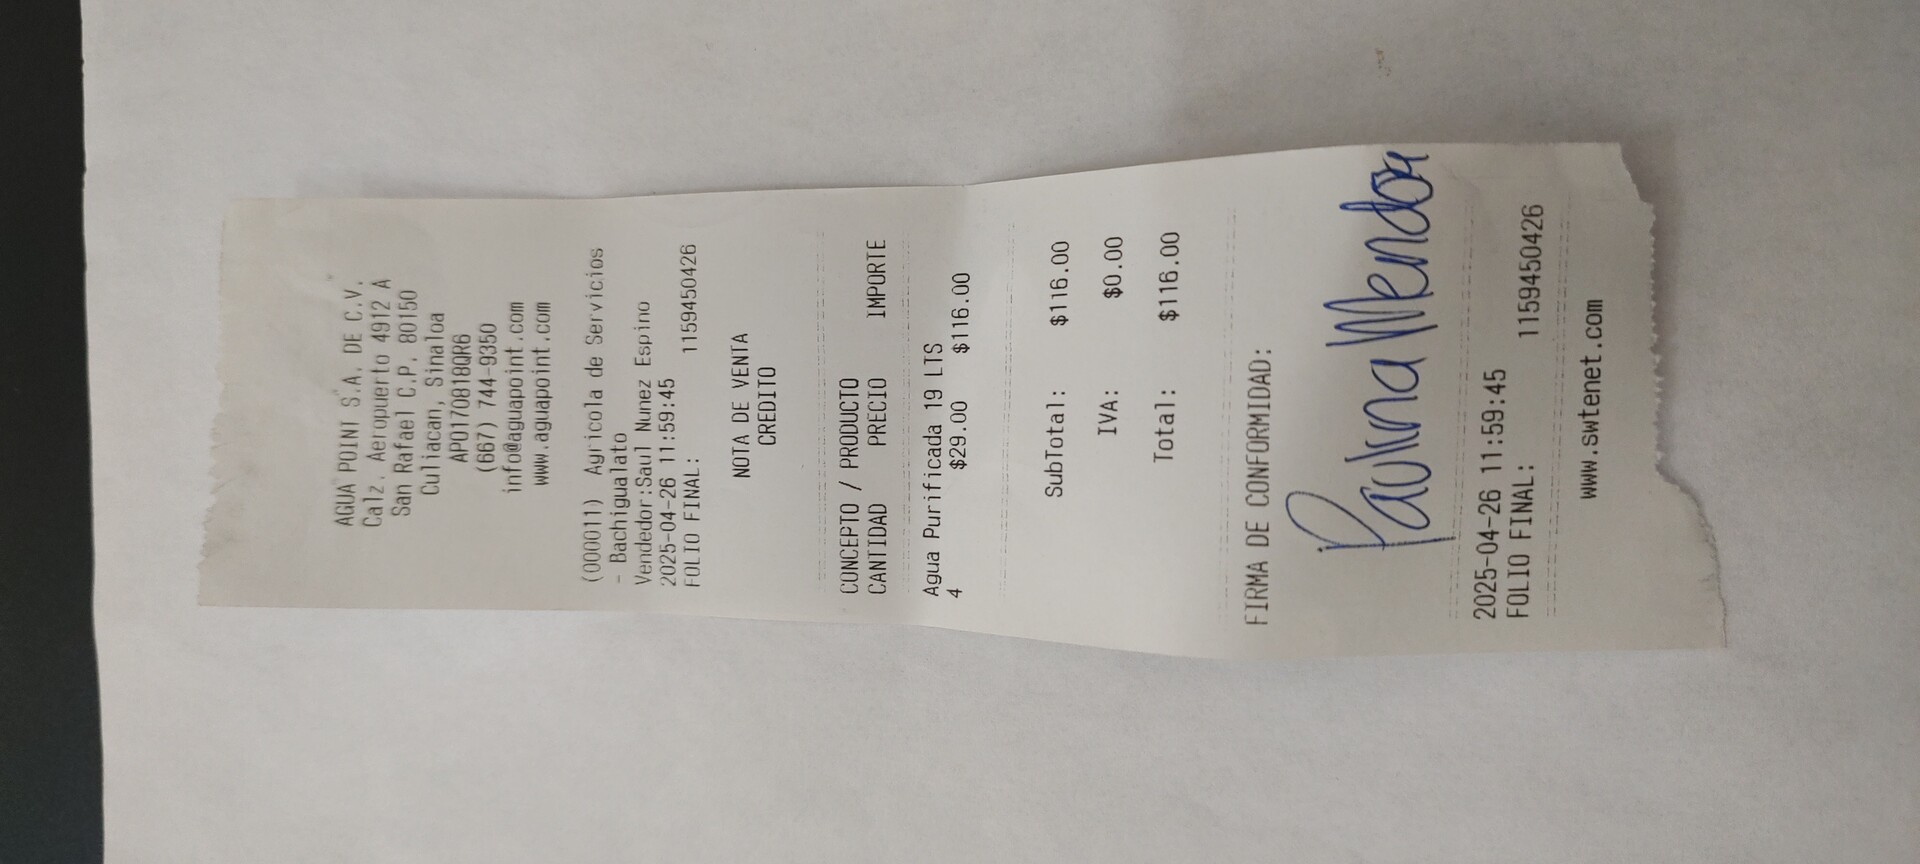 AGUA POINT S.A. DE C.V.
Calz. Aeropuerto 4912 A
San Rafael C.P. 80150
Culiacan, Sinaloa
APO170818QR6
(667) 744-9350
info@aguapoint.com
www.aguapoint.com
(000011) Agricola de Servicios
- Bachigualato
Vendedor:Saul Nunez Espino
2025-04-26 11:59:45
FOLIO FINAL: 1159450426
NOTA DE VENTA
CREDITO
CONCEPTO / PRODUCTO
CANTIDAD PRECIO IMPORTE
Agua Purificada 19 LTS
4 $29.00 $116.00
SubTotal: $116.00
IVA: $0.00
Total: $116.00
FIRMA DE CONFORMIDAD:
Paulina
2025-04-26 11:59:45
FOLIO FINAL: 1159450426
www.swtenet.com